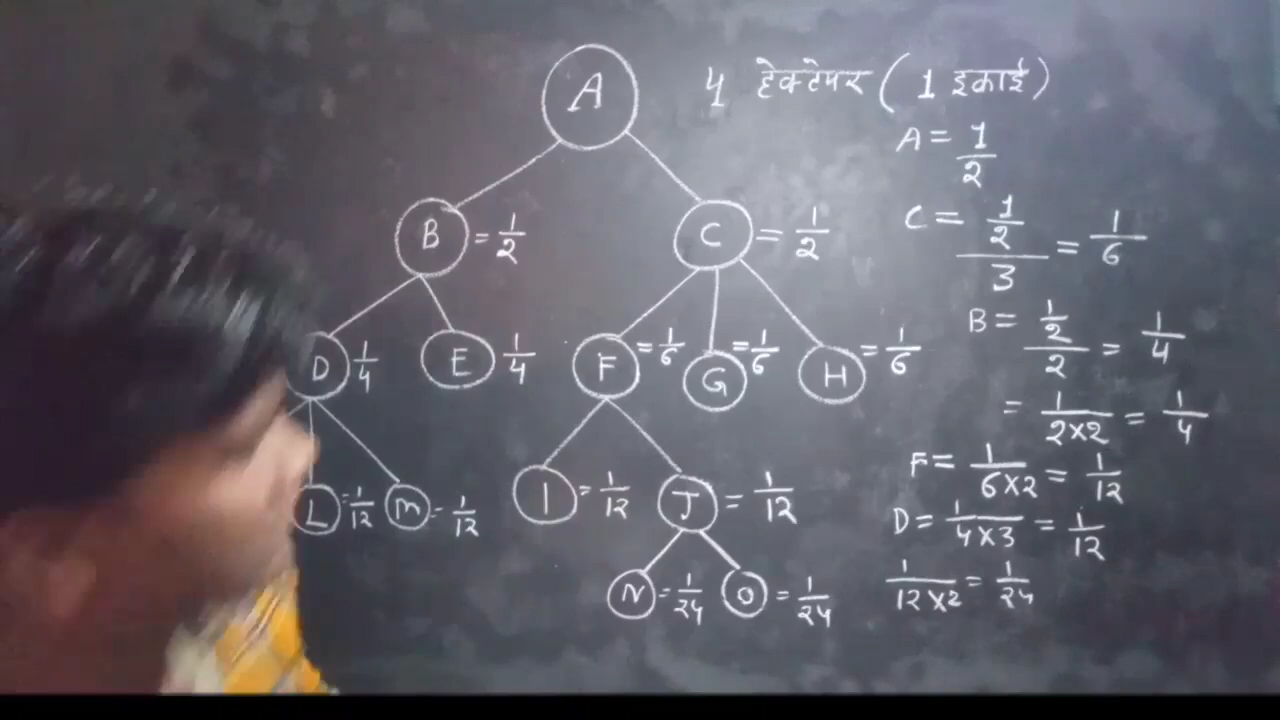 A 4 हेक्टेयर ( 1 इकाई )
A = 1/2
B = 1/2 C = 1/2
C = 1/2 / 3 = 1/6
B = 1/2 / 2 = 1/4
D 1/4 E 1/4 F = 1/6 G = 1/6 H = 1/6
= 1/2×2 = 1/4
F = 1/6×2 = 1/12
L = 1/12 M = 1/12 I = 1/12 J = 1/12
D = 1/4×3 = 1/12
N = 1/24 O = 1/24
1/12×2 = 1/24